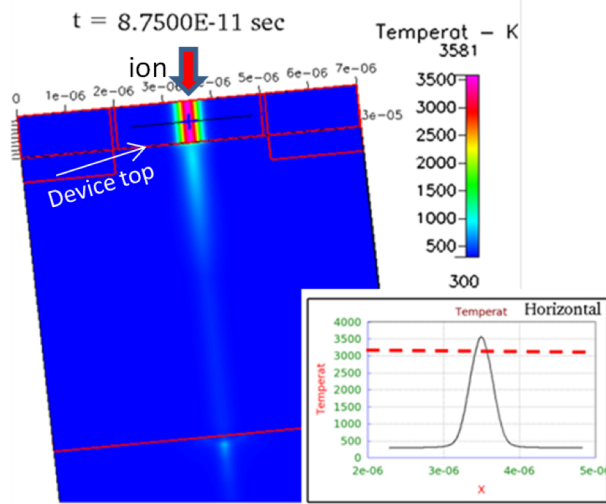 t = 8.7500E-11 sec
Temperat – K
3581
ion
0
1e-06
2e-06
3e-06
5e-06
6e-06
7e-06
3e-05
3500
3000
2500
2000
1500
1000
500
300
Device top
Temperat Horizontal
4000
3500
3000
2500
2000
1500
1000
500
0
Temperat
2e-06 3e-06 4e-06 5e-0
X